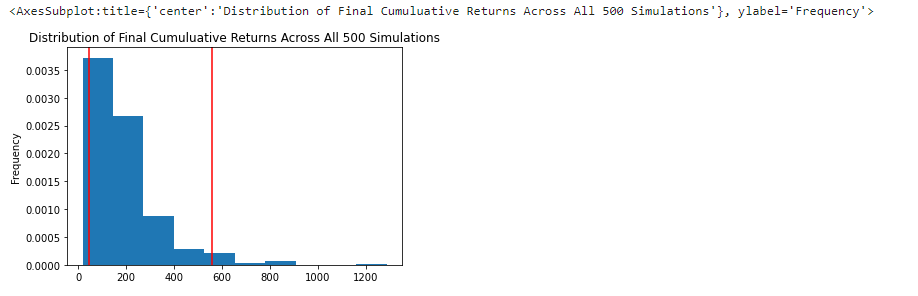 <AxesSubplot:title={'center':'Distribution of Final Cumuluative Returns Across All 500 Simulations'}, ylabel='Frequency'>
Distribution of Final Cumuluative Returns Across All 500 Simulations
0.0035
0.0030
0.0025
0.0020
0.0015
0.0010
0.0005
0.0000
Frequency
0 200 400 600 800 1000 1200